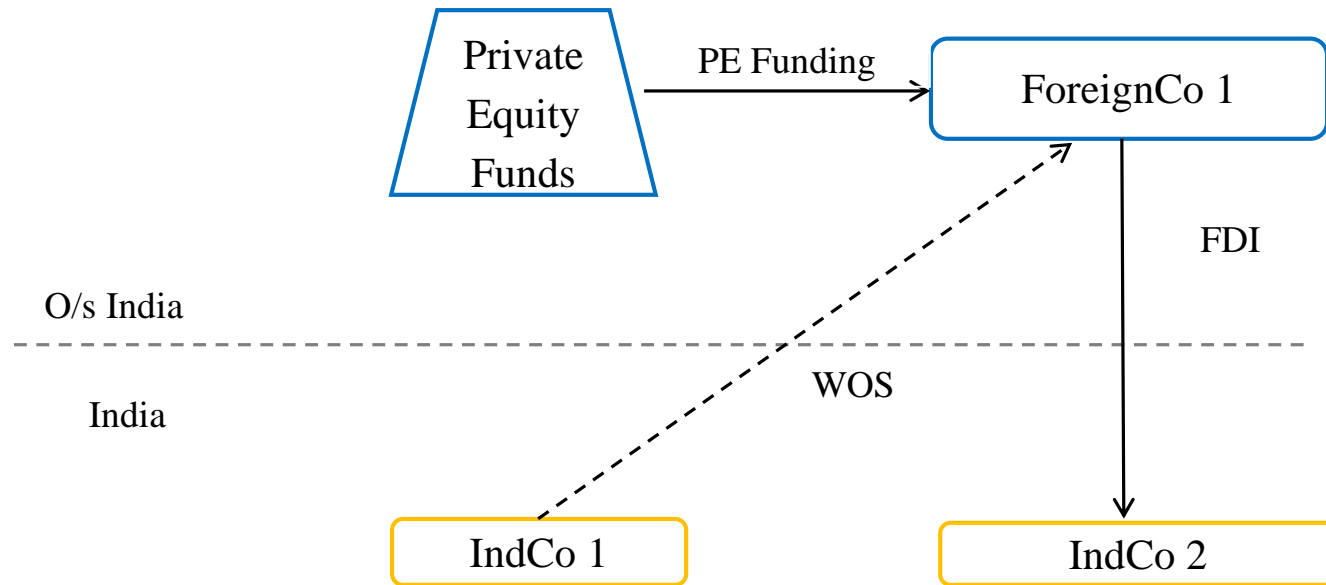 Private
Equity
Funds
PE Funding
ForeignCo 1
FDI
O/s India
WOS
India
IndCo 1
IndCo 2